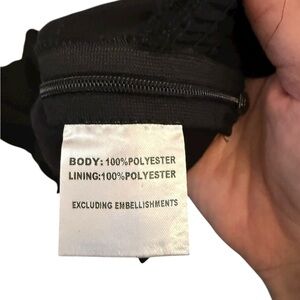 BODY: 100%POLYESTER
LINING:100%POLYESTER
EXCLUDING EMBELLISHMENTS